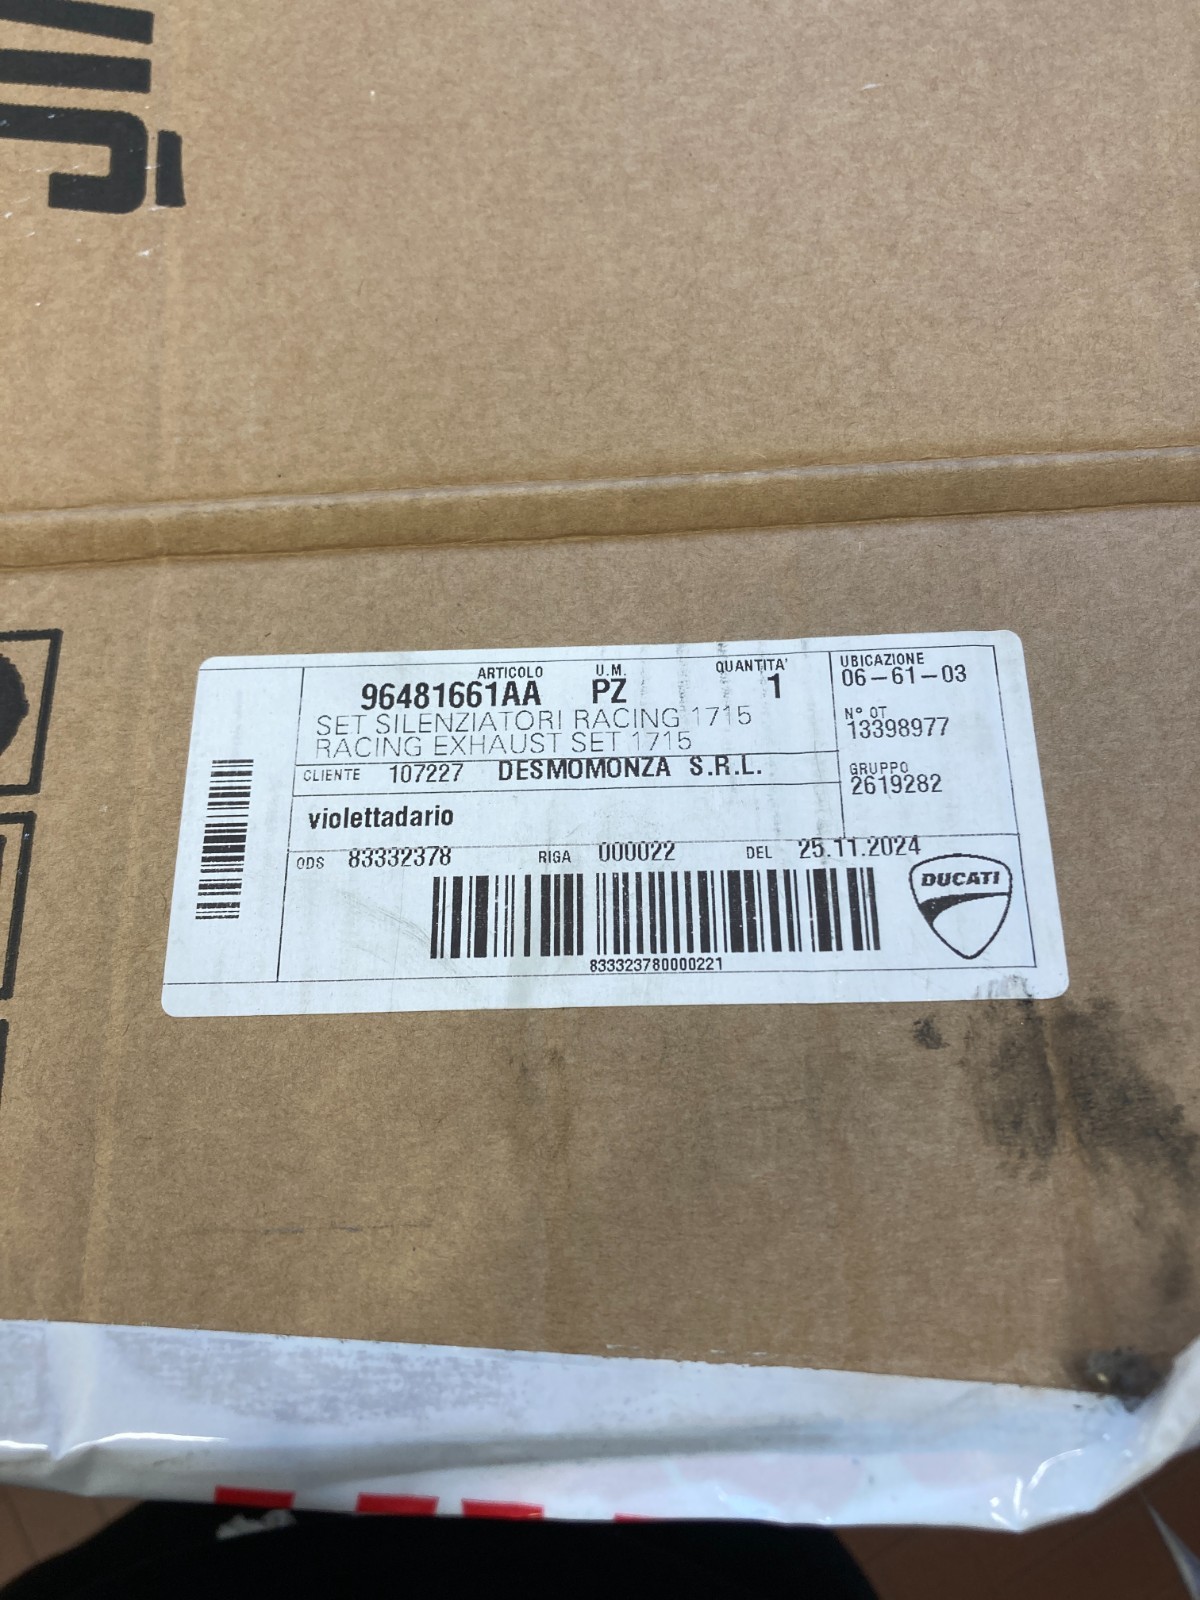 ARTICOLO U.M. QUANTITA'
96481661AA PZ 1
SET SILENZIATORI RACING 1715
RACING EXHAUST SET 1715
CLIENTE 107227 DESMOMONZA S.R.L.
violettadario
UBICAZIONE
06-61-03
N° OT
13398977
GRUPPO
2619282
ODS 83332378 RIGA 000022 DEL 25.11.2024
833323780000221
DUCATI